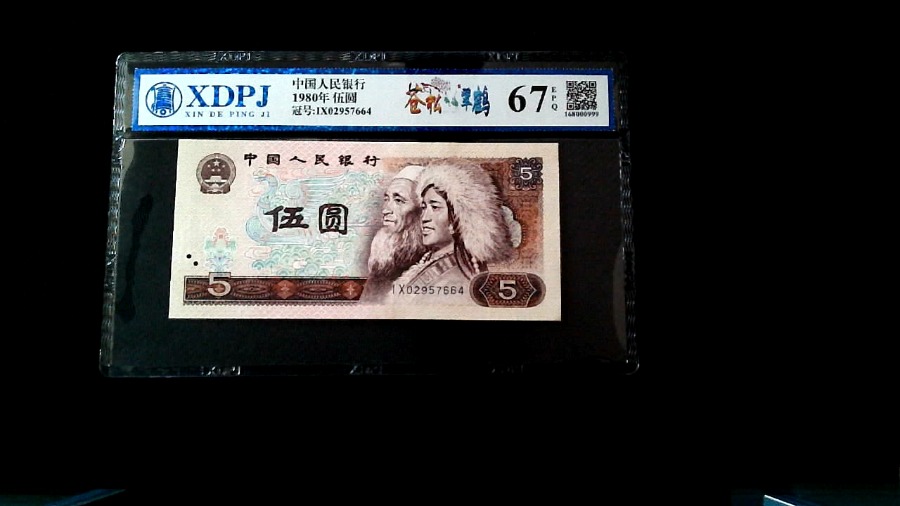 XDPJ
XIN DE PING JI
中国人民银行
1980年 伍圆
冠号:IX02957664
苍松
鹤
67
EPQ
148000999
中国人民银行
5
伍圆
5
IX02957664
5